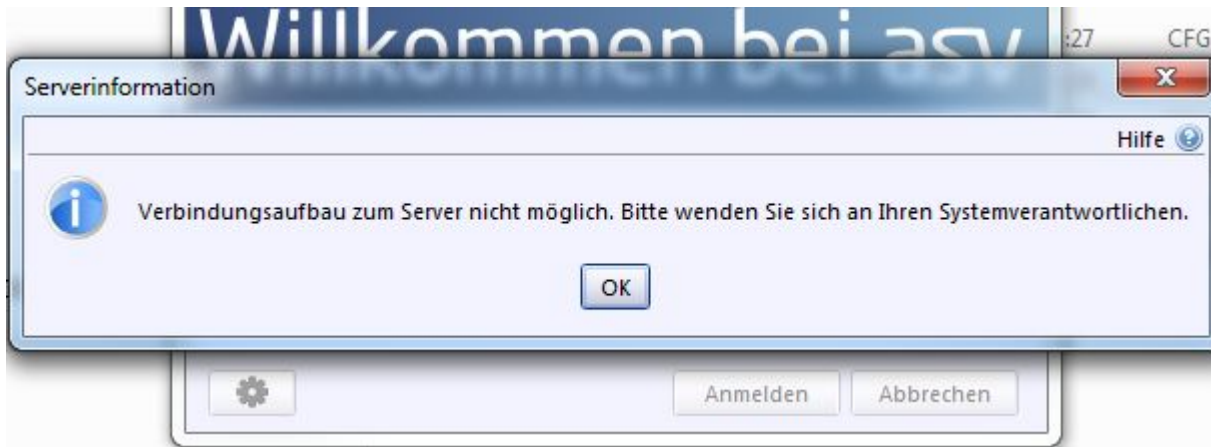 Willkommen bei asv
:27 CFG
Serverinformation
Hilfe
Verbindungsaufbau zum Server nicht möglich. Bitte wenden Sie sich an Ihren Systemverantwortlichen.
OK
Anmelden Abbrechen